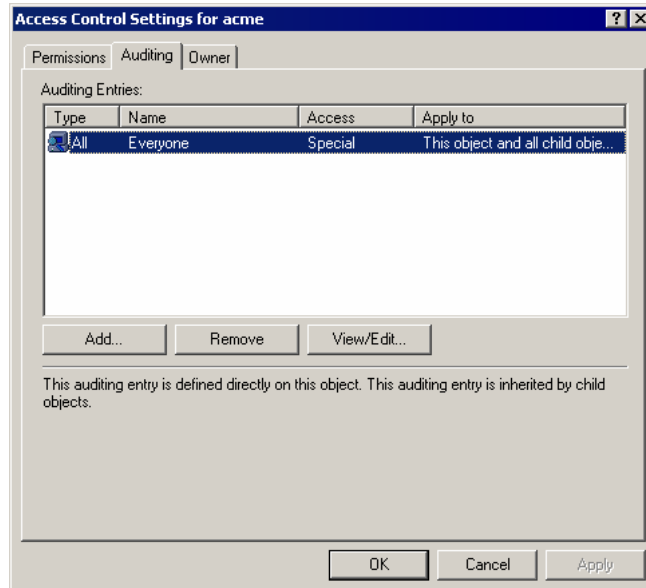 Access Control Settings for acme
Permissions Auditing Owner
Auditing Entries:
Type Name Access Apply to
All Everyone Special This object and all child obje...
Add... Remove View/Edit...
This auditing entry is defined directly on this object. This auditing entry is inherited by child
objects.
OK Cancel Apply